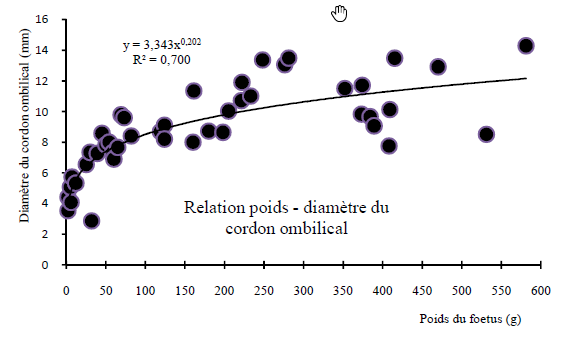 Diamètre du cordon ombilical (mm)
16
14
12
10
8
6
4
2
0
y = 3,343x^0,202
R² = 0,700
Relation poids - diamètre du
cordon ombilical
0 50 100 150 200 250 300 350 400 450 500 550 600
Poids du foetus (g)